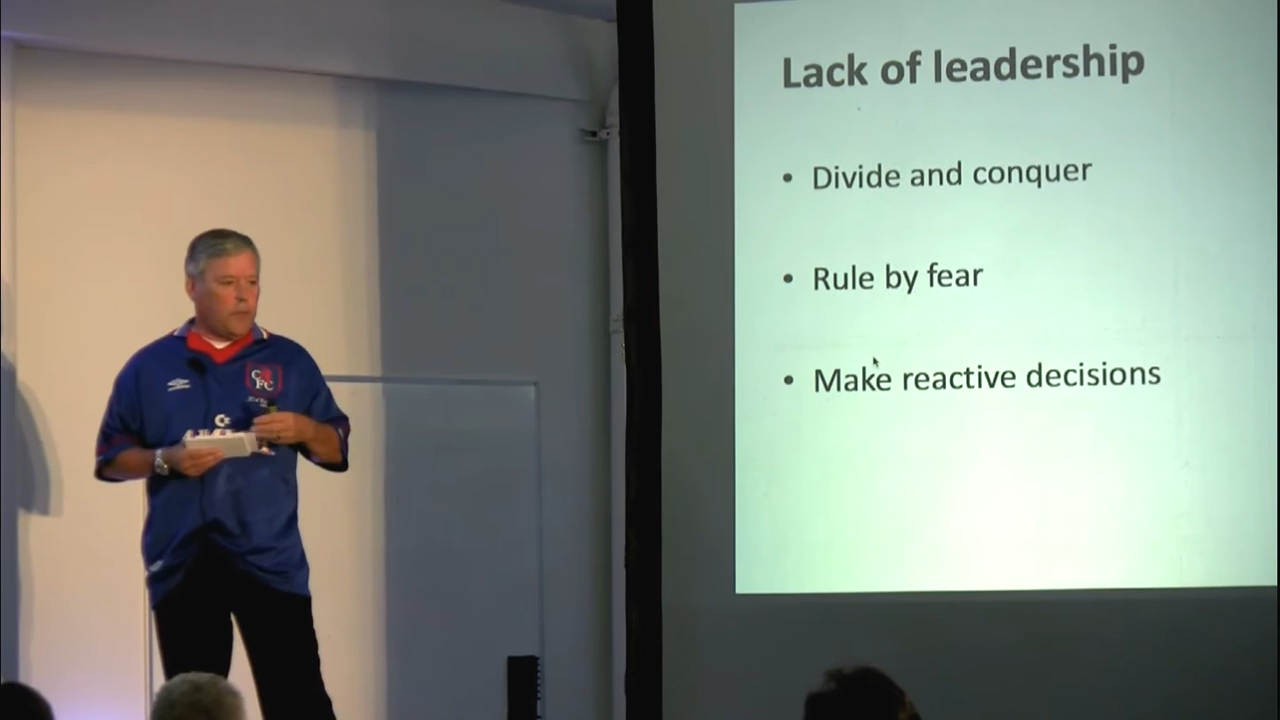 Lack of leadership
• Divide and conquer
• Rule by fear
• Make reactive decisions
CFC